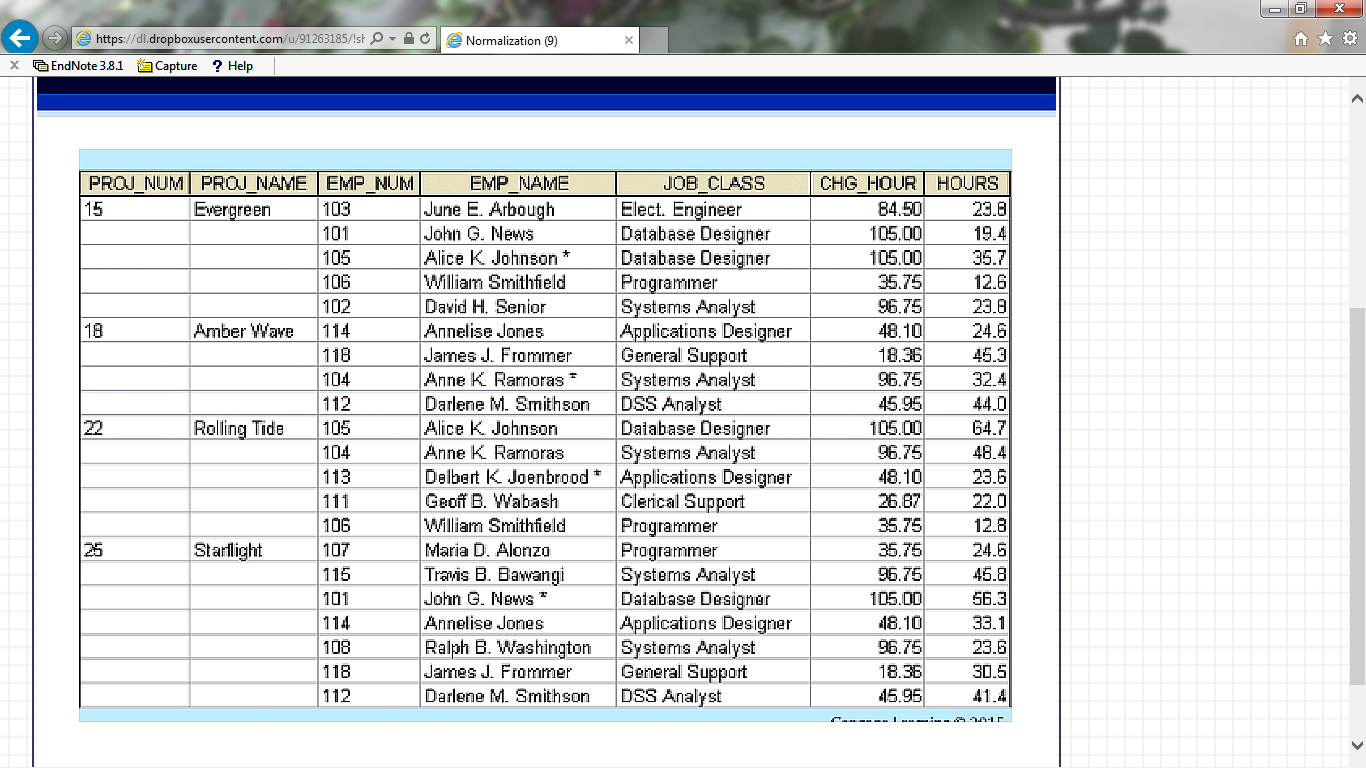 https://dl.dropboxusercontent.com/u/91263185/!sl
Normalization (9)
EndNote 3.8.1 Capture ? Help
PROJ_NUM PROJ_NAME EMP_NUM EMP_NAME JOB_CLASS CHG_HOUR HOURS
15 Evergreen 103 June E. Arbough Elect. Engineer 84.50 23.8
101 John G. News Database Designer 105.00 19.4
105 Alice K. Johnson * Database Designer 105.00 35.7
106 William Smithfield Programmer 35.75 12.6
102 David H. Senior Systems Analyst 96.75 23.8
18 Amber Wave 114 Annelise Jones Applications Designer 48.10 24.6
118 James J. Frommer General Support 18.36 45.3
104 Anne K. Ramoras * Systems Analyst 96.75 32.4
112 Darlene M. Smithson DSS Analyst 45.95 44.0
22 Rolling Tide 105 Alice K. Johnson Database Designer 105.00 64.7
104 Anne K. Ramoras Systems Analyst 96.75 48.4
113 Delbert K. Joenbrood * Applications Designer 48.10 23.6
111 Geoff B. Wabash Clerical Support 26.87 22.0
106 William Smithfield Programmer 35.75 12.8
25 Starflight 107 Maria D. Alonzo Programmer 35.75 24.6
115 Travis B. Bawangi Systems Analyst 96.75 45.8
101 John G. News * Database Designer 105.00 56.3
114 Annelise Jones Applications Designer 48.10 33.1
108 Ralph B. Washington Systems Analyst 96.75 23.6
118 James J. Frommer General Support 18.36 30.5
112 Darlene M. Smithson DSS Analyst 45.95 41.4